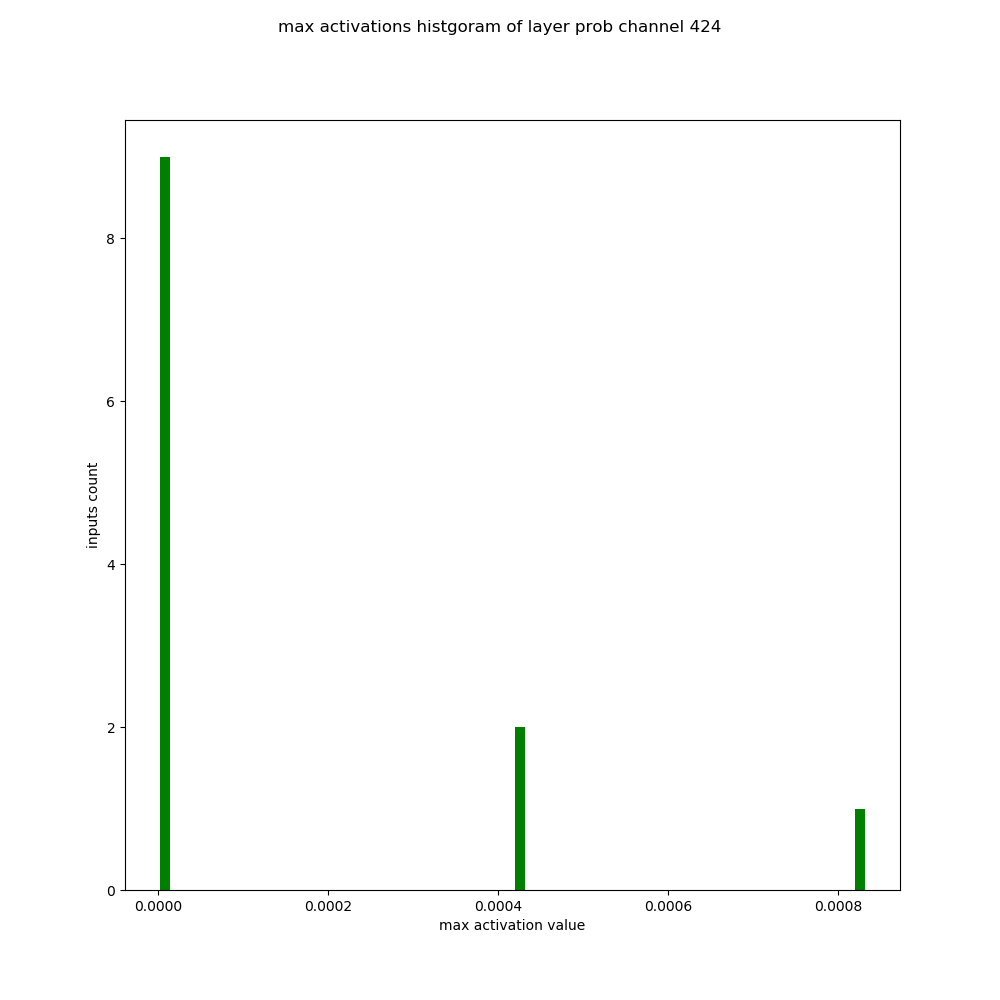 max activations histgoram of layer prob channel 424
8
6
4
2
0
inputs count
0.0000 0.0002 0.0004 0.0006 0.0008
max activation value